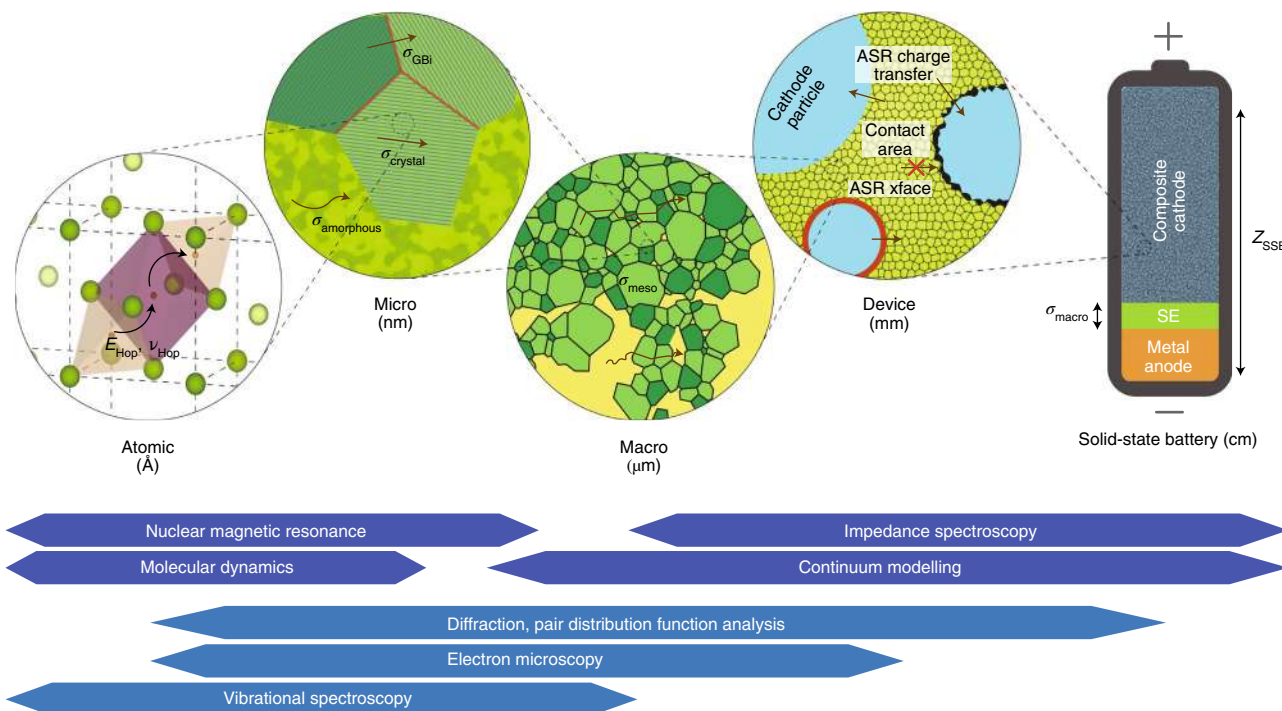 σGBi
σcrystal
σamorphous
Micro
(nm)
EHop, νHop
Atomic
(Å)
σmeso
Macro
(μm)
Cathode
particle
ASR charge
transfer
Contact
area
ASR xface
Device
(mm)
+
Composite
cathode
ZSSE
σmacro
SE
Metal
anode
−
Solid-state battery (cm)
Nuclear magnetic resonance
Impedance spectroscopy
Molecular dynamics
Continuum modelling
Diffraction, pair distribution function analysis
Electron microscopy
Vibrational spectroscopy